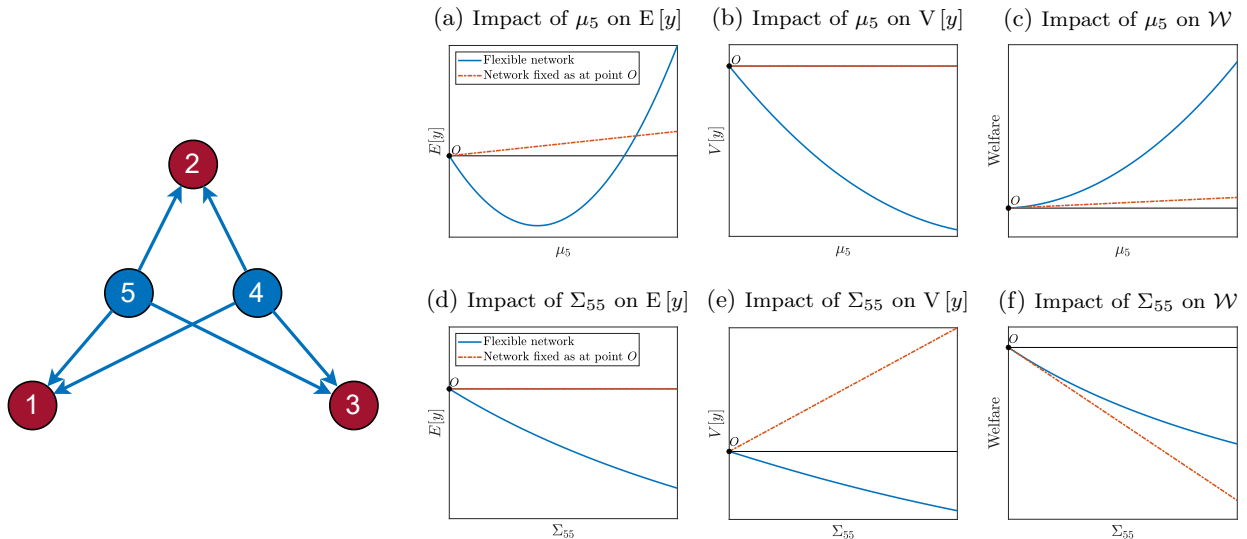 2
5
4
1
3
(a) Impact of μ₅ on E [y]
(b) Impact of μ₅ on V [y]
(c) Impact of μ₅ on 𝒲
Flexible network
Network fixed as at point O
E[y]
O
μ₅
V[y]
O
μ₅
Welfare
O
μ₅
(d) Impact of Σ₅₅ on E [y]
(e) Impact of Σ₅₅ on V [y]
(f) Impact of Σ₅₅ on 𝒲
Flexible network
Network fixed as at point O
E[y]
O
Σ₅₅
V[y]
O
Σ₅₅
Welfare
O
Σ₅₅